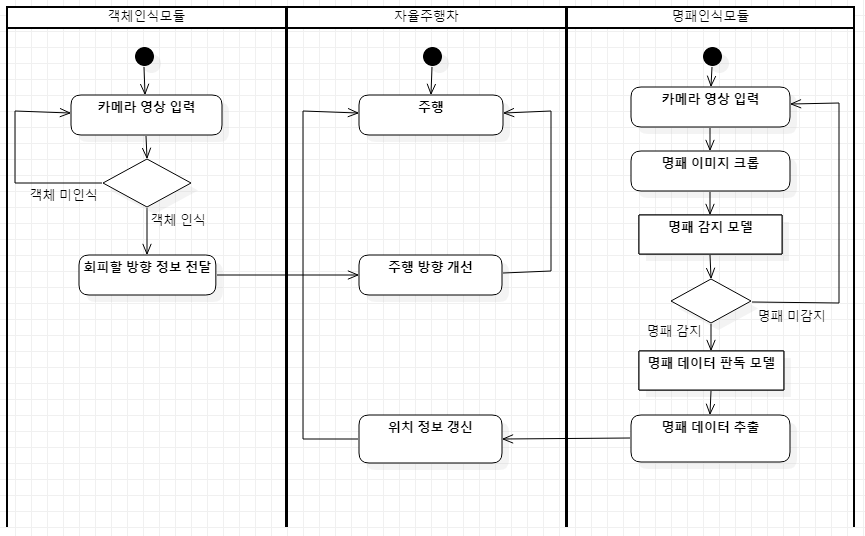 객체인식모듈
자율주행차
명패인식모듈
카메라 영상 입력
객체 미인식
객체 인식
회피할 방향 정보 전달
주행
주행 방향 개선
위치 정보 갱신
카메라 영상 입력
명패 이미지 크롭
명패 감지 모델
명패 미감지
명패 감지
명패 데이터 판독 모델
명패 데이터 추출